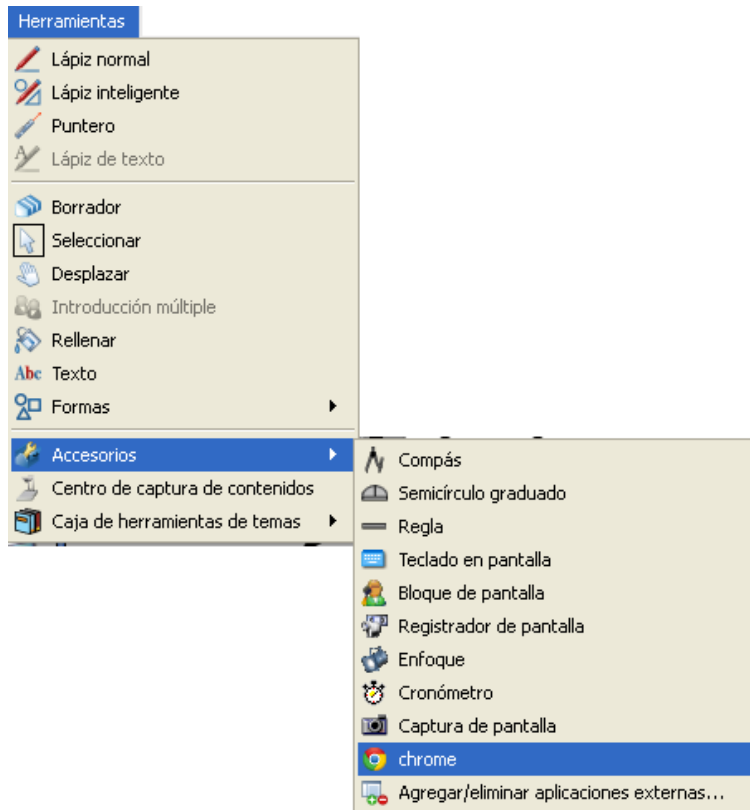 Herramientas
Lápiz normal
Lápiz inteligente
Puntero
Lápiz de texto
Borrador
Seleccionar
Desplazar
Introducción múltiple
Rellenar
Abc Texto
Formas
Accesorios
Centro de captura de contenidos
Caja de herramientas de temas
Compás
Semicírculo graduado
Regla
Teclado en pantalla
Bloque de pantalla
Registrador de pantalla
Enfoque
Cronómetro
Captura de pantalla
chrome
Agregar/eliminar aplicaciones externas...